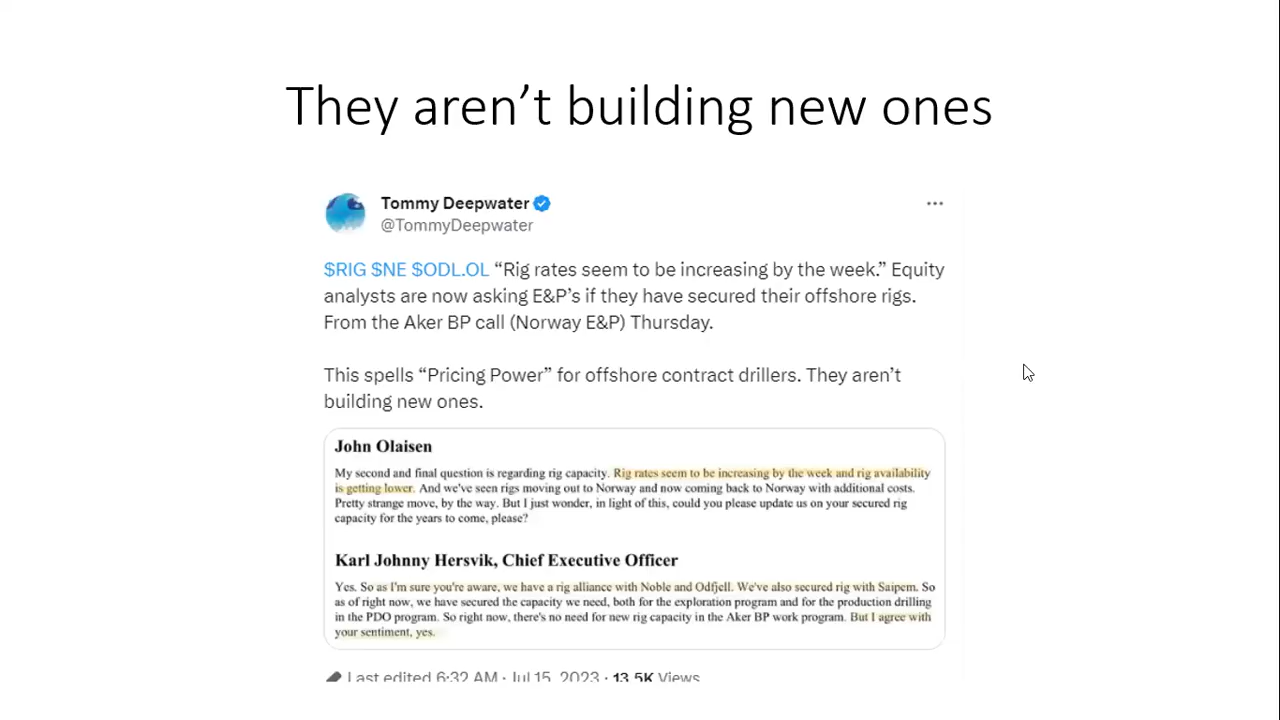 They aren’t building new ones
Tommy Deepwater
@TommyDeepwater
$RIG $NE $ODL.OL “Rig rates seem to be increasing by the week.” Equity
analysts are now asking E&P’s if they have secured their offshore rigs.
From the Aker BP call (Norway E&P) Thursday.
This spells “Pricing Power” for offshore contract drillers. They aren’t
building new ones.
John Olaisen
My second and final question is regarding rig capacity. Rig rates seem to be increasing by the week and rig availability
is getting lower. And we've seen rigs moving out to Norway and now coming back to Norway with additional costs.
Pretty strange move, by the way. But I just wonder, in light of this, could you please update us on your secured rig
capacity for the years to come, please?
Karl Johnny Hersvik, Chief Executive Officer
Yes. So as I'm sure you're aware, we have a rig alliance with Noble and Odfjell. We've also secured rig with Saipem. So
as of right now, we have secured the capacity we need, both for the exploration program and for the production drilling
in the PDO program. So right now, there's no need for new rig capacity in the Aker BP work program. But I agree with
your sentiment, yes.
Last edited 6:32 AM · Jul 15, 2023 · 13.5K Views